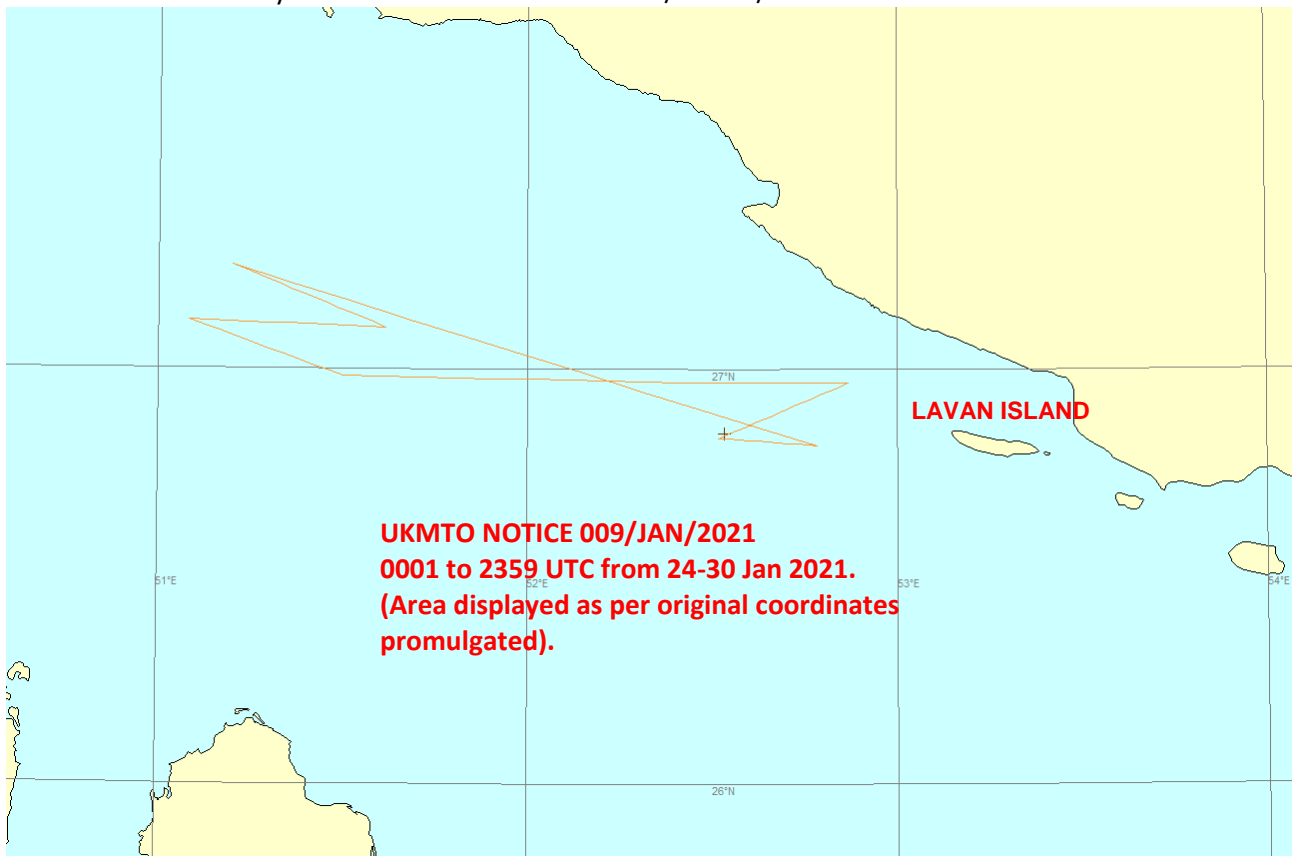 27°N
LAVAN ISLAND
UKMTO NOTICE 009/JAN/2021
0001 to 2359 UTC from 24-30 Jan 2021.
51°E
52°E
53°E
54°E
(Area displayed as per original coordinates
promulgated).
26°N